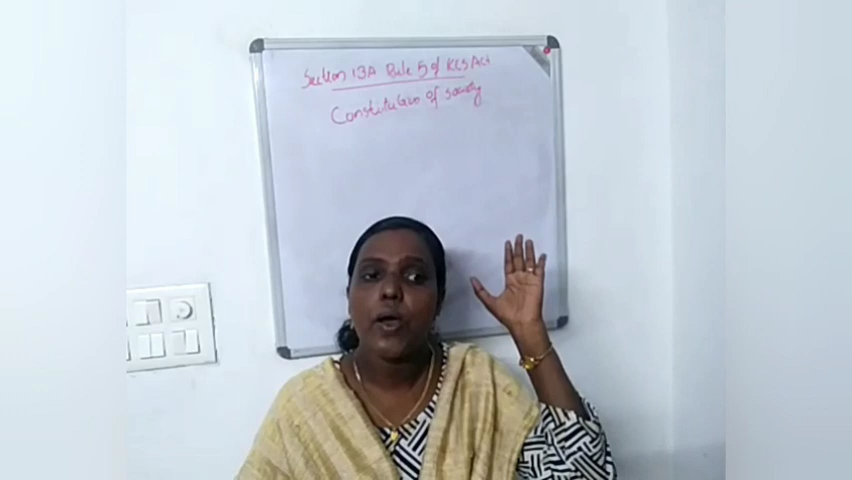 Section 13A Rule 5 of KCS Act
Constitution of society